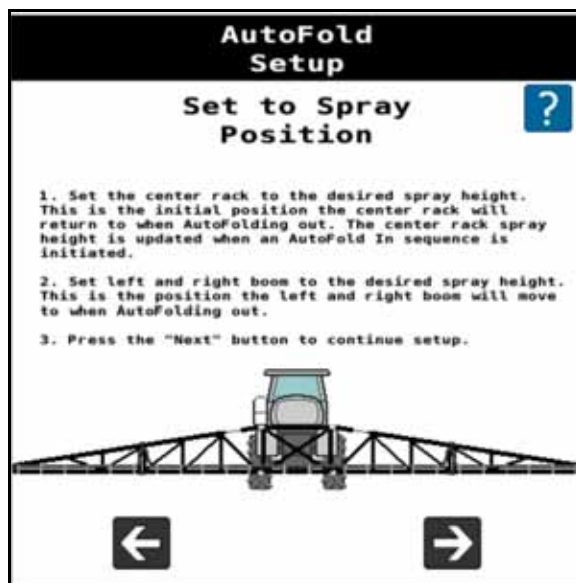 AutoFold
Setup
Set to Spray
Position
?
1. Set the center rack to the desired spray height.
This is the initial position the center rack will
return to when AutoFolding out. The center rack spray
height is updated when an AutoFold In sequence is
initiated.
2. Set left and right boom to the desired spray height.
This is the position the left and right boom will move
to when AutoFolding out.
3. Press the "Next" button to continue setup.